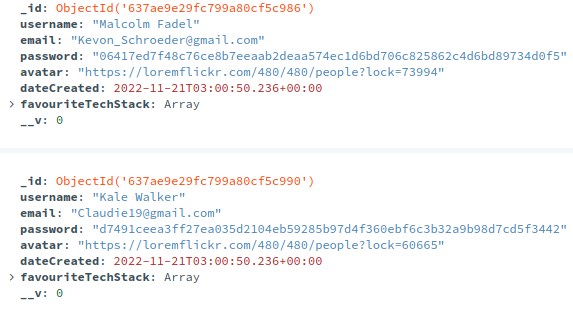 _id: ObjectId('637ae9e29fc799a80cf5c986')
username: "Malcolm Fadel"
email: "Kevon_Schroeder@gmail.com"
password: "06417ed7f48c76ce8b7eeaab2deaa574ec1d6bd706c825862c4d6bd89734d0f5"
avatar: "https://loremflickr.com/480/480/people?lock=73994"
dateCreated: 2022-11-21T03:00:50.236+00:00
> favouriteTechStack: Array
__v: 0
_id: ObjectId('637ae9e29fc799a80cf5c990')
username: "Kale Walker"
email: "Claudie19@gmail.com"
password: "d7491ceea3ff27ea035d2104eb59285b97d4f360ebf6c3b32a9b98d7cd5f3442"
avatar: "https://loremflickr.com/480/480/people?lock=60665"
dateCreated: 2022-11-21T03:00:50.236+00:00
> favouriteTechStack: Array
__v: 0